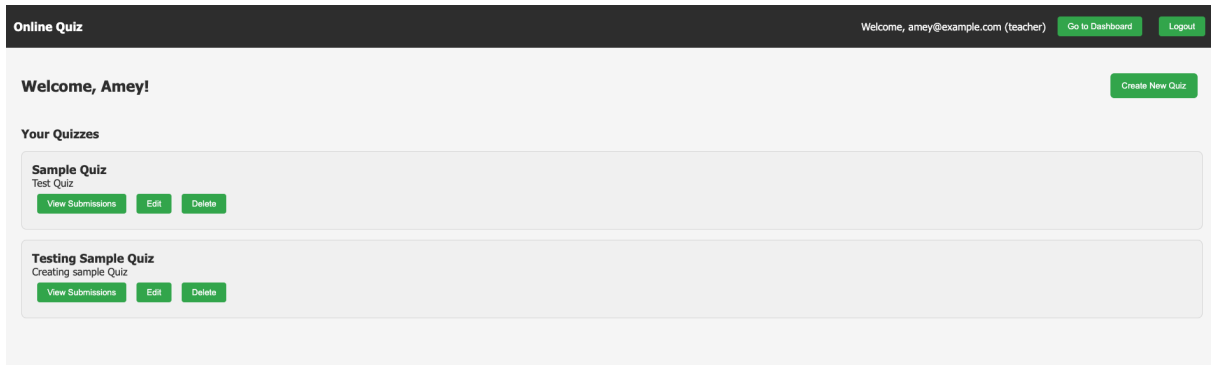 Online Quiz Welcome, amey@example.com (teacher) Go to Dashboard Logout
Welcome, Amey! Create New Quiz
Your Quizzes
Sample Quiz
Test Quiz
View Submissions Edit Delete
Testing Sample Quiz
Creating sample Quiz
View Submissions Edit Delete